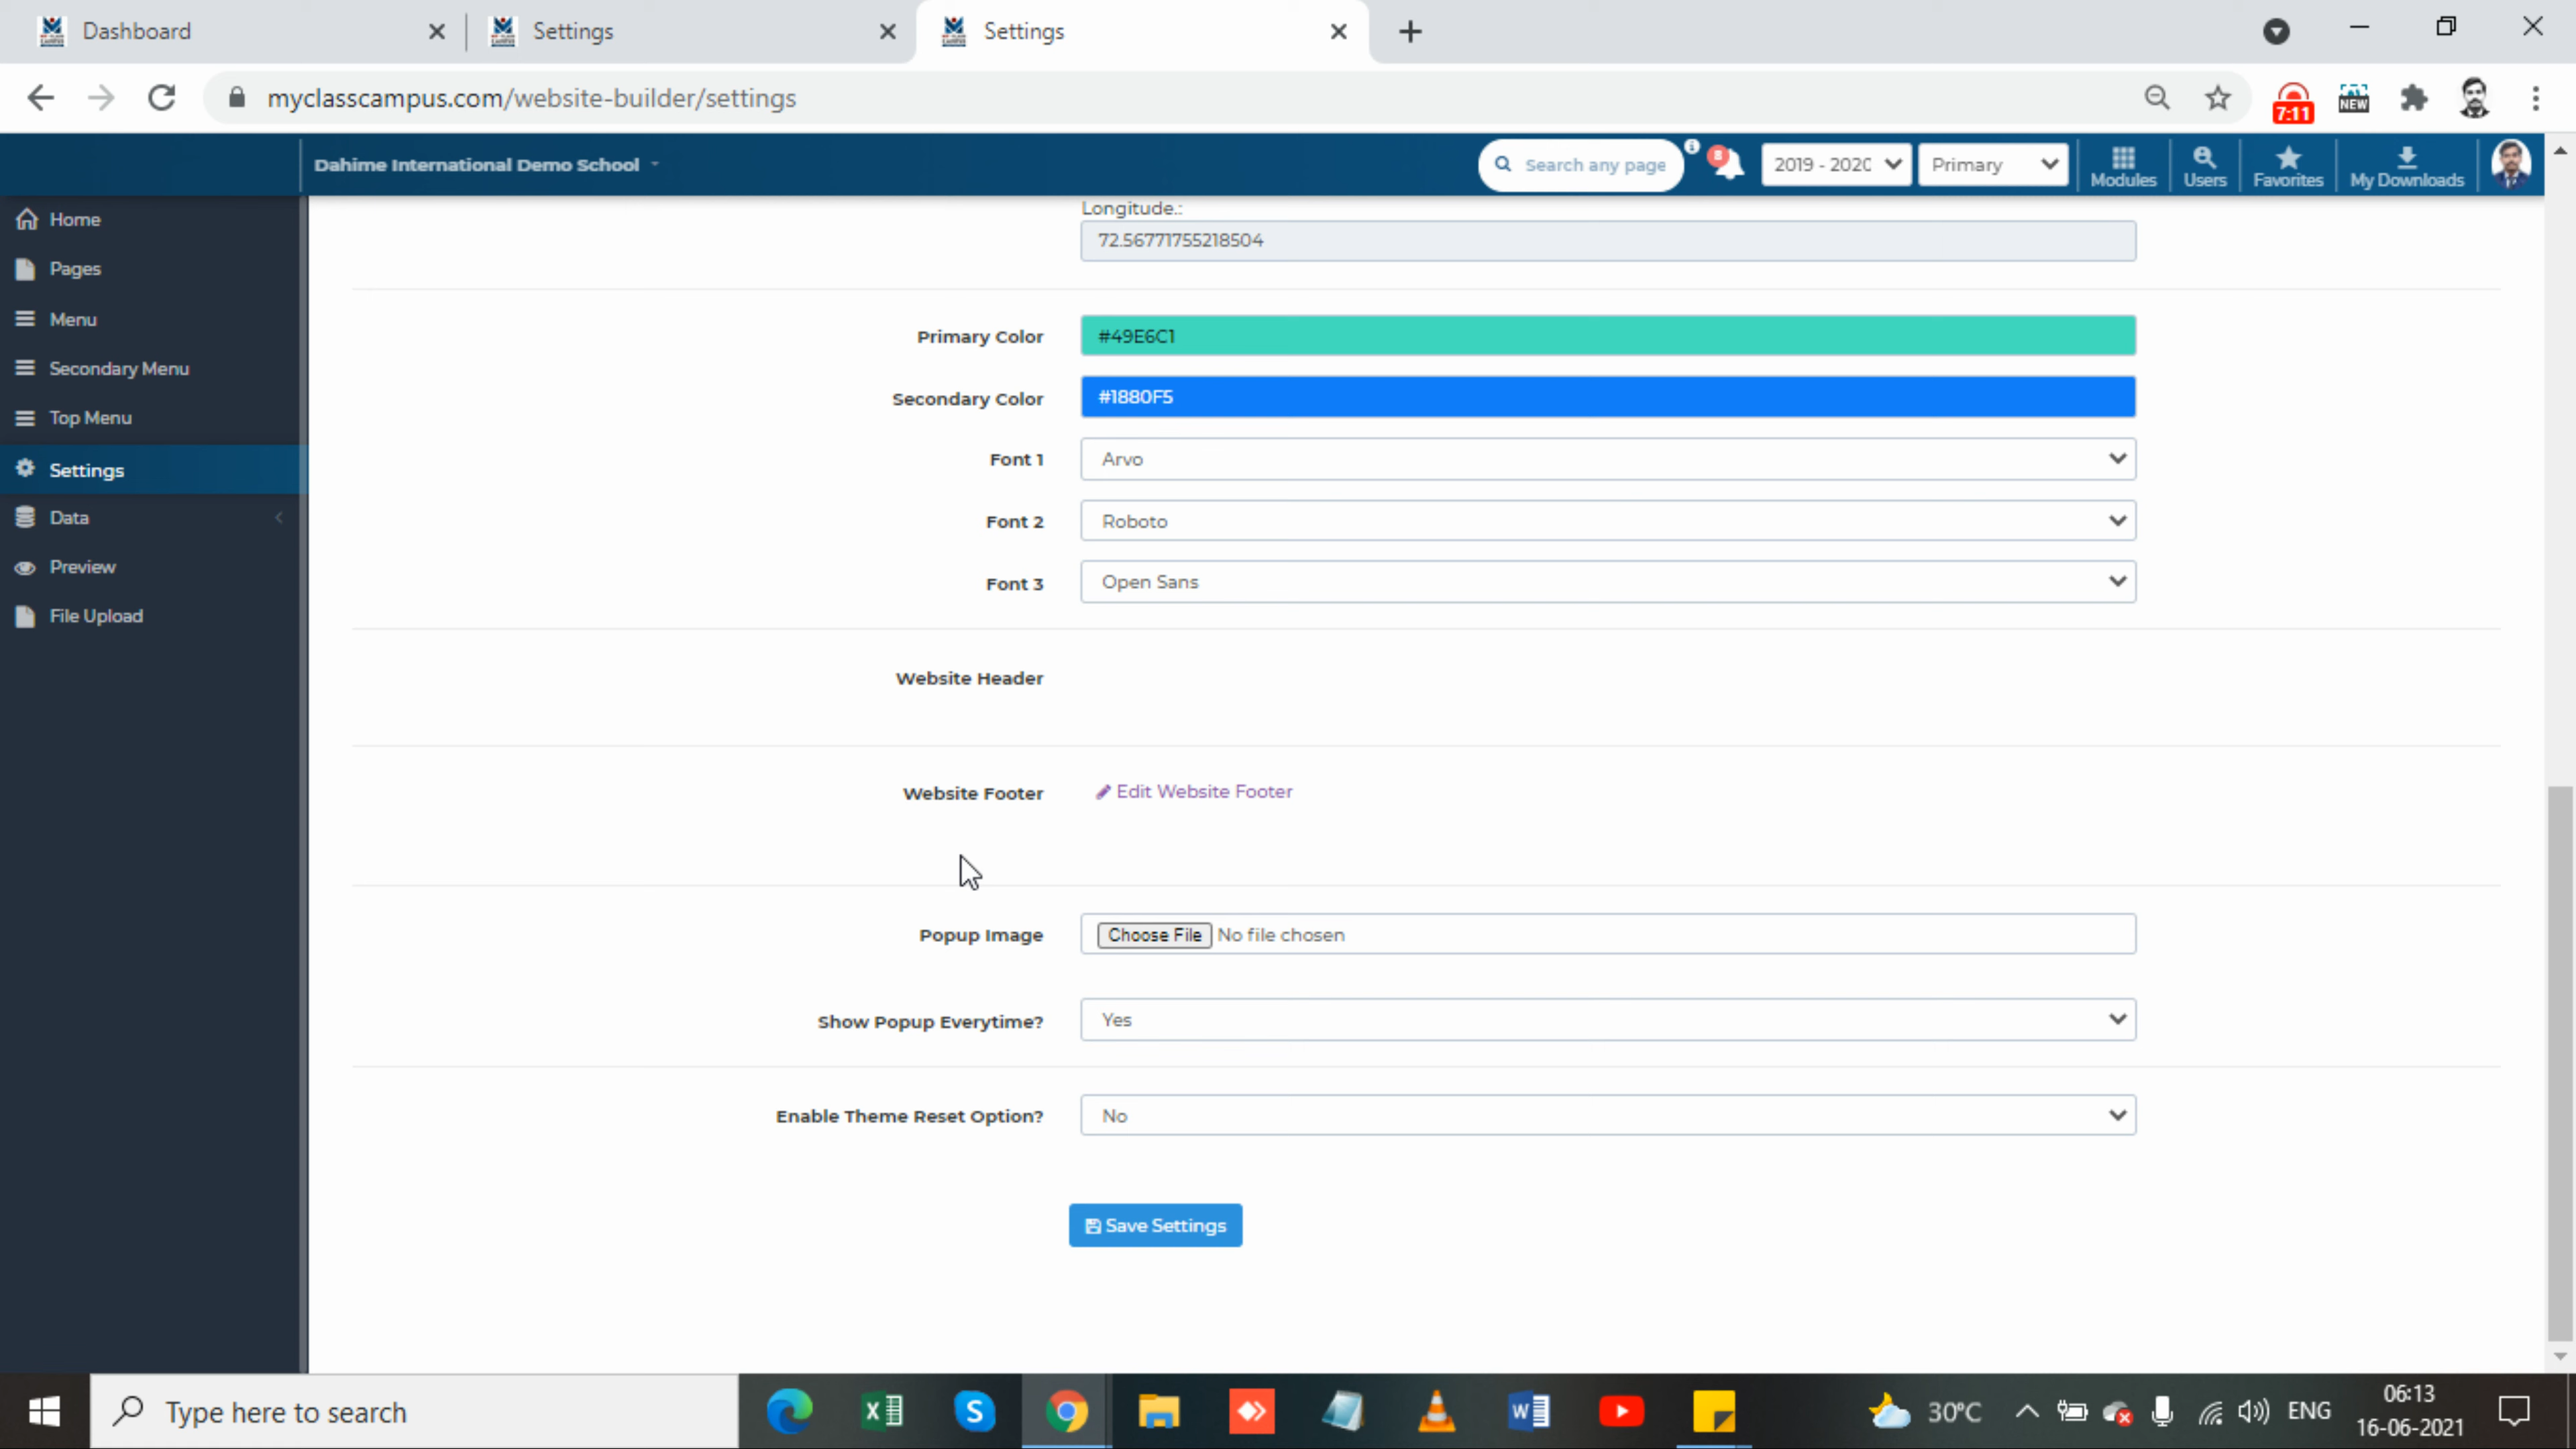 Dashboard
Settings
Settings
myclasscampus.com/website-builder/settings
7:11
NEW
Dahime International Demo School
Search any page
8
2019 - 2020
Primary
Modules
Users
Favorites
My Downloads
Home
Pages
Menu
Secondary Menu
Top Menu
Settings
Data
Preview
File Upload
Longitude.:
72.56771755218504
Primary Color
#49E6C1
Secondary Color
#1880F5
Font 1
Arvo
Font 2
Roboto
Font 3
Open Sans
Website Header
Website Footer
Edit Website Footer
Popup Image
Choose File No file chosen
Show Popup Everytime?
Yes
Enable Theme Reset Option?
No
Save Settings
Type here to search
30°C
ENG
06:13
16-06-2021